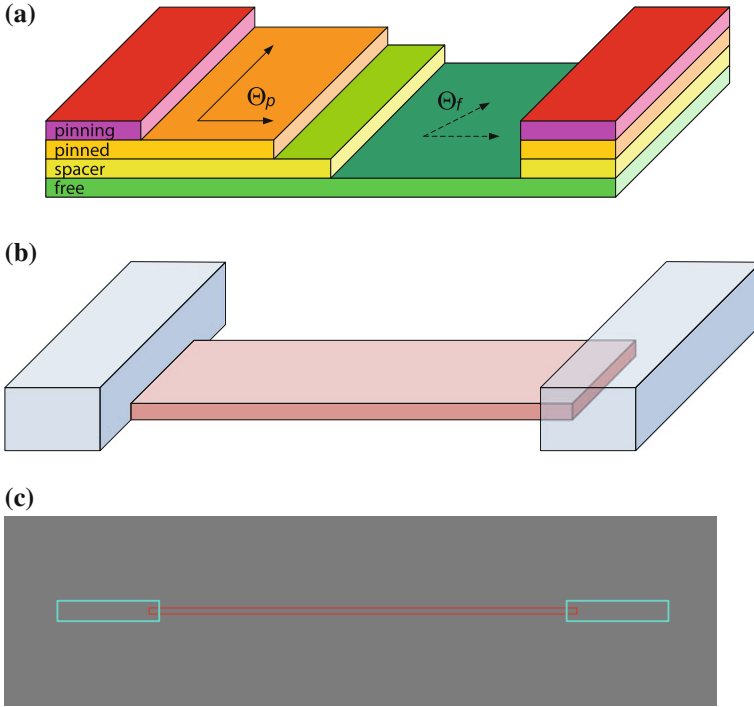 (a)
Θp
Θf
pinning
pinned
spacer
free
(b)
(c)